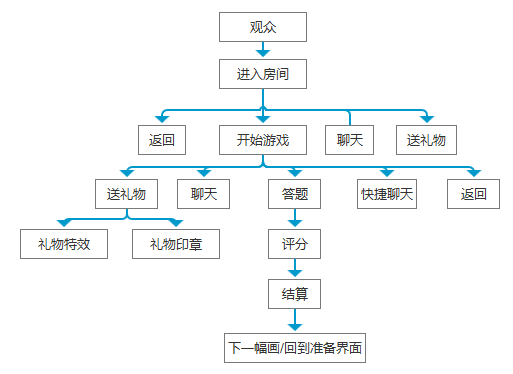 观众
进入房间
返回
开始游戏
聊天
送礼物
送礼物
聊天
答题
快捷聊天
返回
礼物特效
礼物印章
评分
结算
下一幅画/回到准备界面